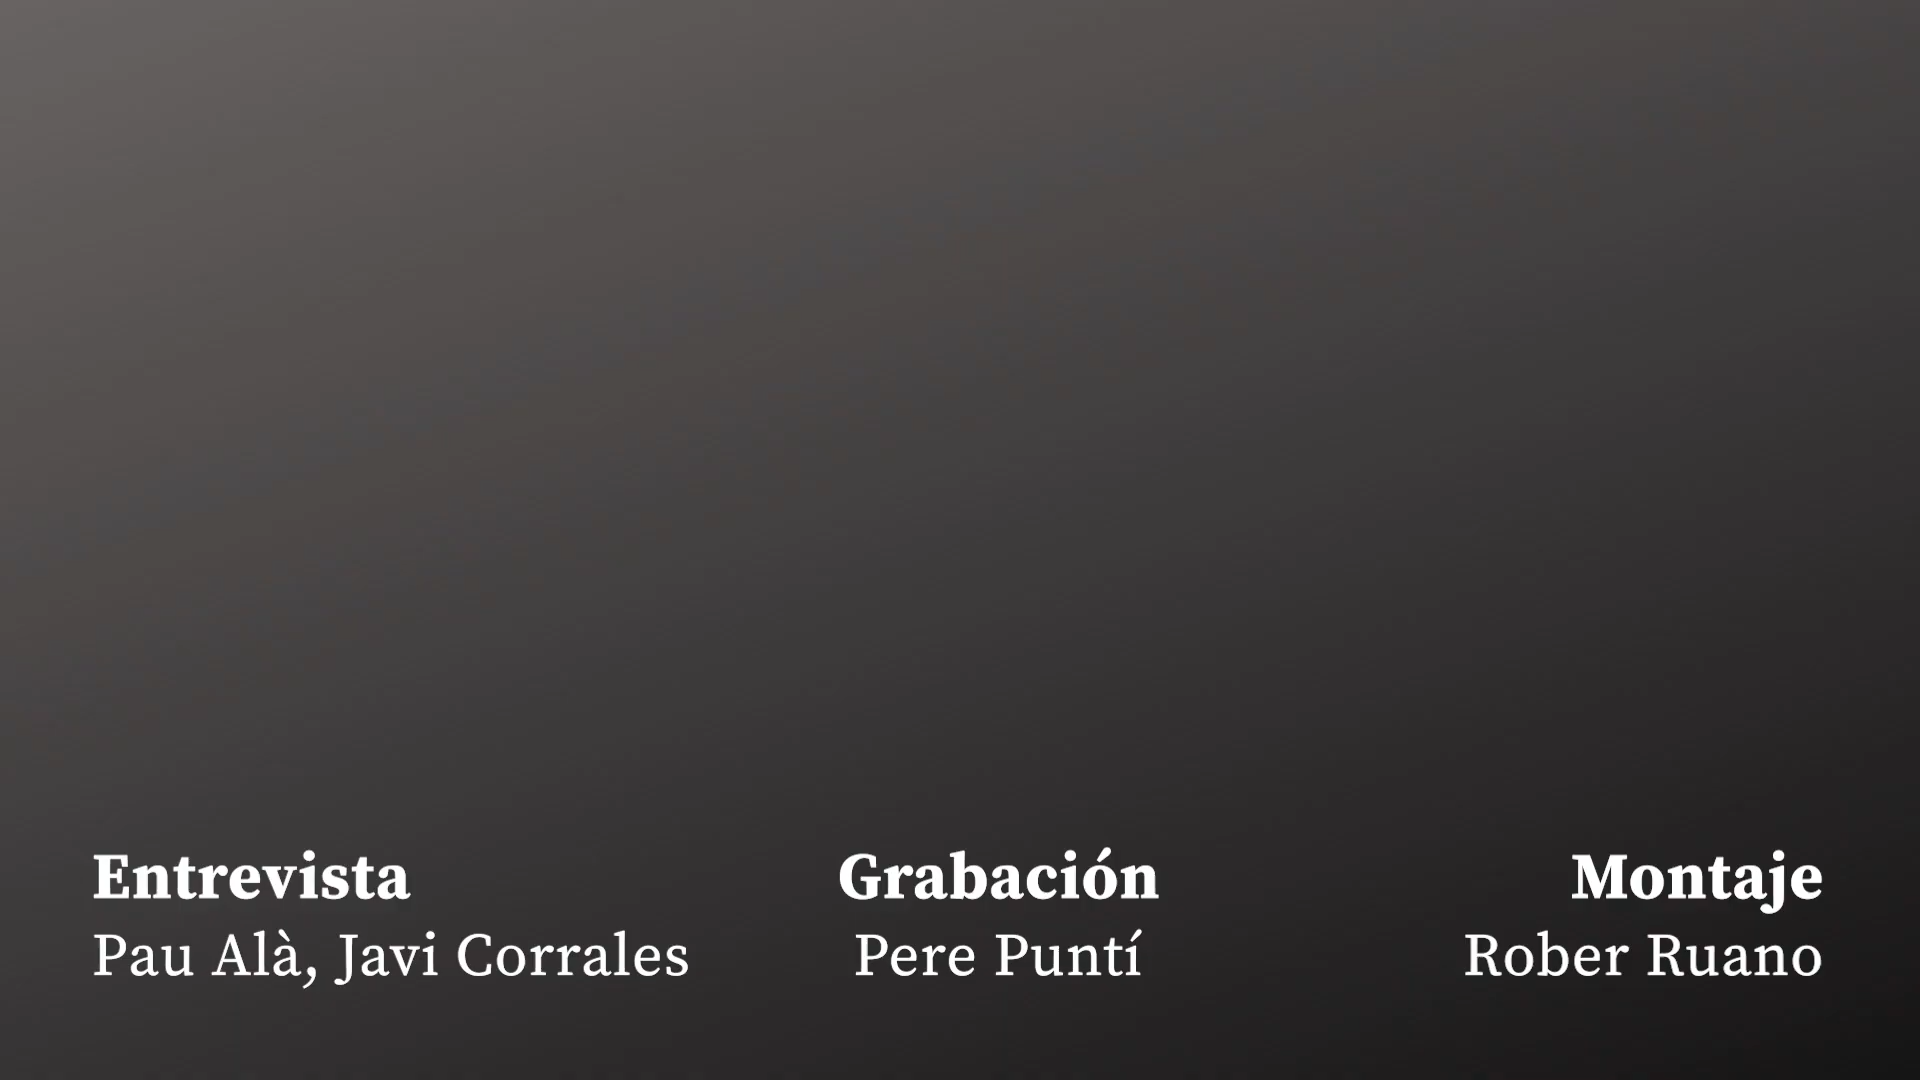 Entrevista
Pau Alà, Javi Corrales
Grabación
Pere Puntí
Montaje
Rober Ruano